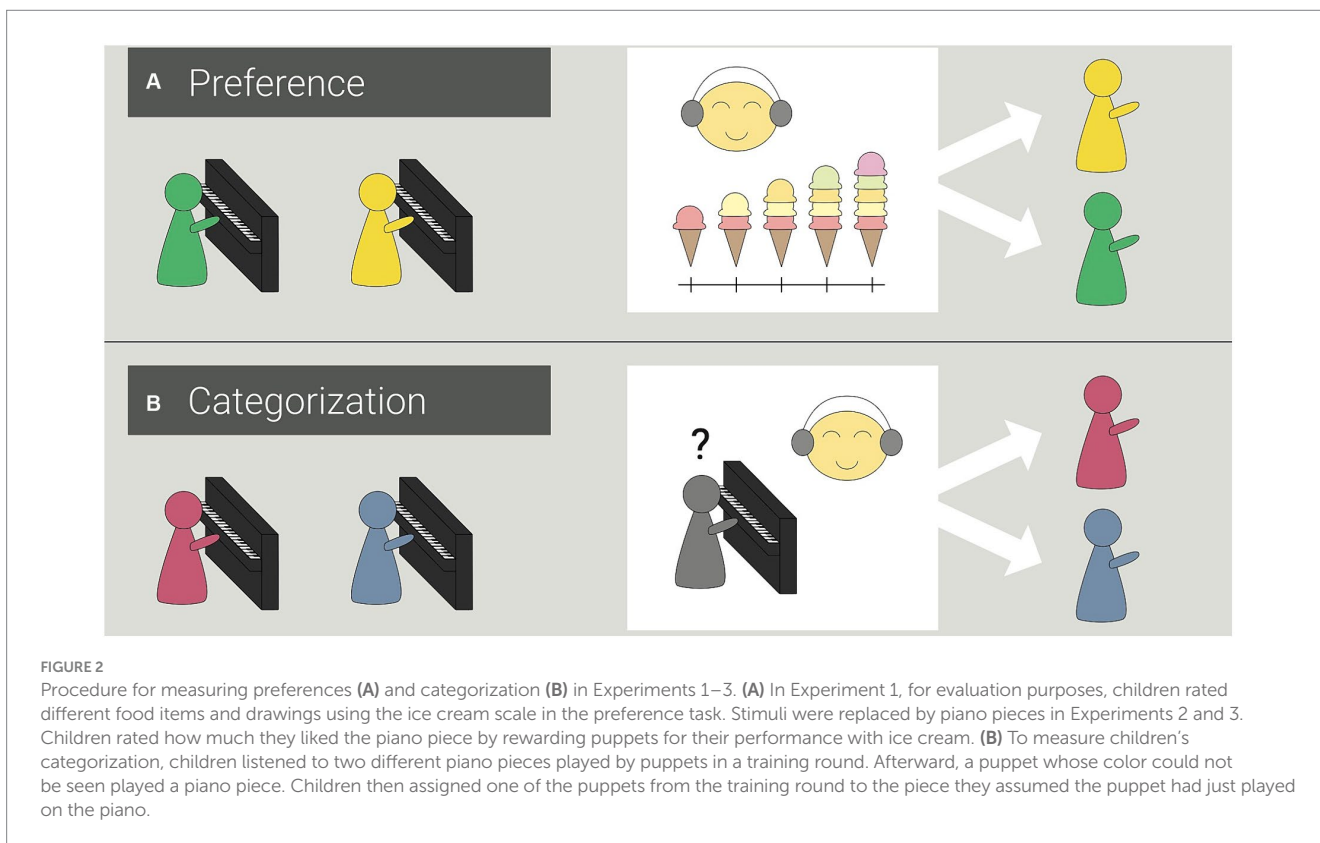 A Preference
B Categorization
?
FIGURE 2
Procedure for measuring preferences (A) and categorization (B) in Experiments 1–3. (A) In Experiment 1, for evaluation purposes, children rated
different food items and drawings using the ice cream scale in the preference task. Stimuli were replaced by piano pieces in Experiments 2 and 3.
Children rated how much they liked the piano piece by rewarding puppets for their performance with ice cream. (B) To measure children’s
categorization, children listened to two different piano pieces played by puppets in a training round. Afterward, a puppet whose color could not
be seen played a piano piece. Children then assigned one of the puppets from the training round to the piece they assumed the puppet had just played
on the piano.